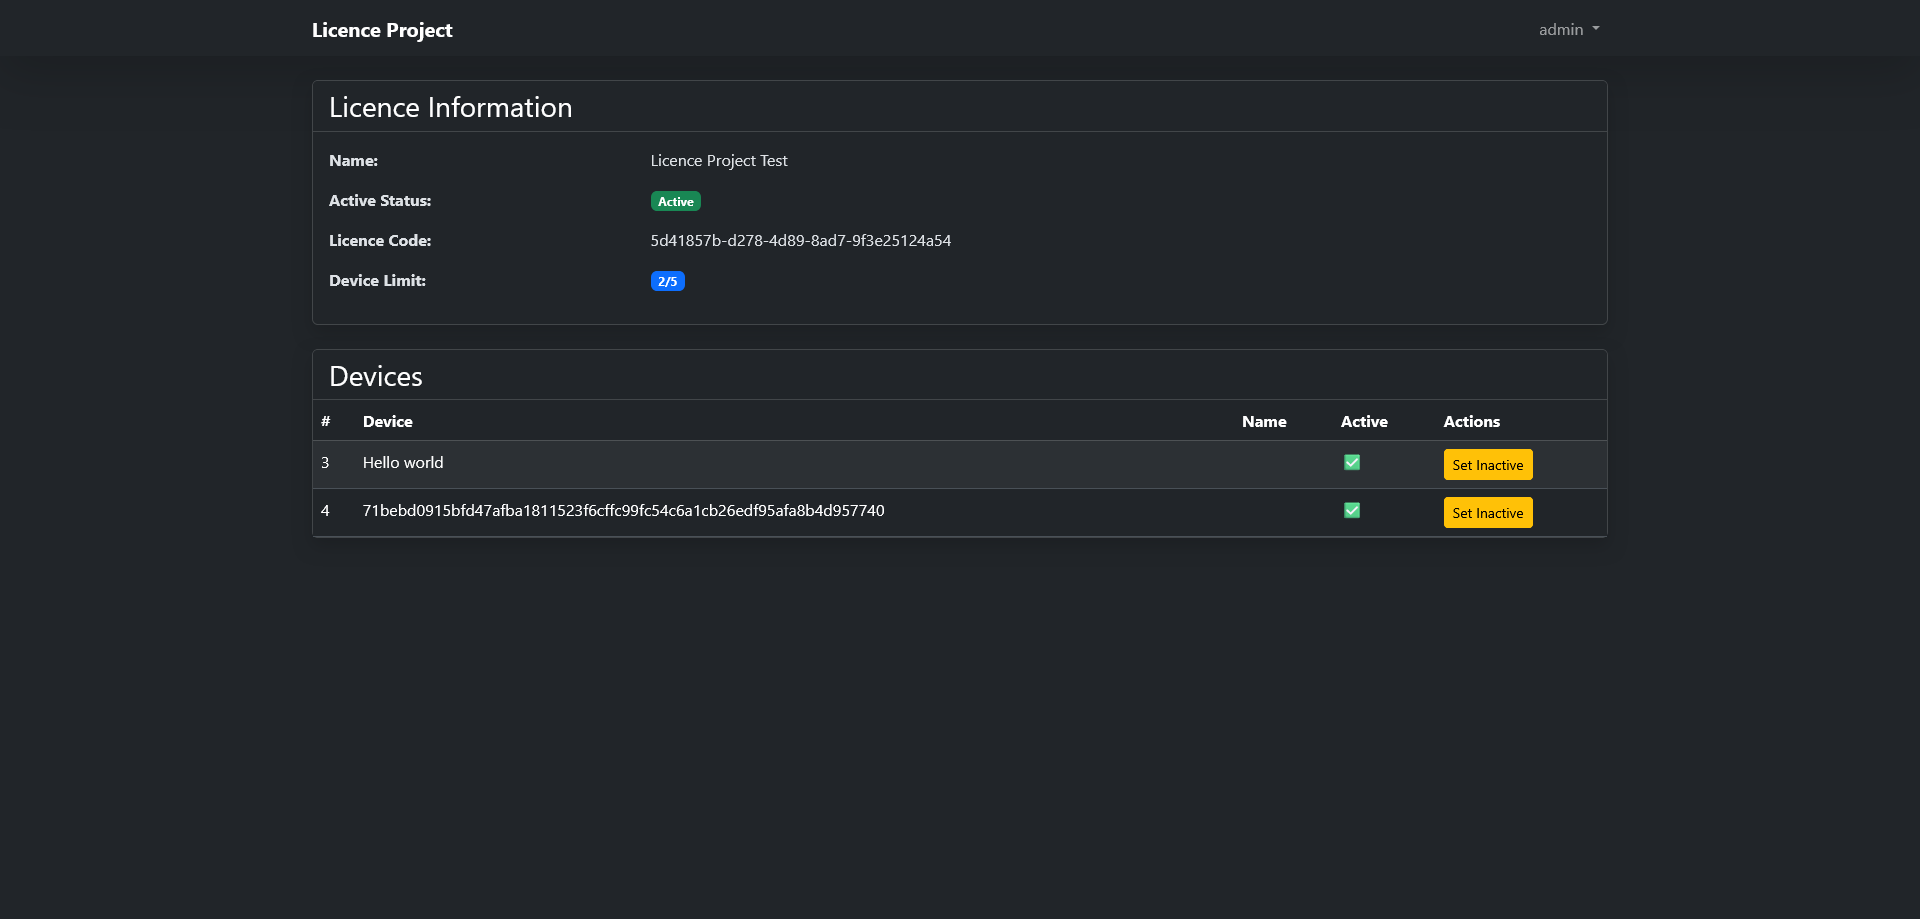 Licence Project
admin
Licence Information
Name: Licence Project Test
Active Status: Active
Licence Code: 5d41857b-d278-4d89-8ad7-9f3e25124a54
Device Limit: 2/5
Devices
# Device Name Active Actions
3 Hello world ✅ Set Inactive
4 71bebd0915bfd47afba1811523f6cffc99fc54c6a1cb26edf95afa8b4d957740 ✅ Set Inactive